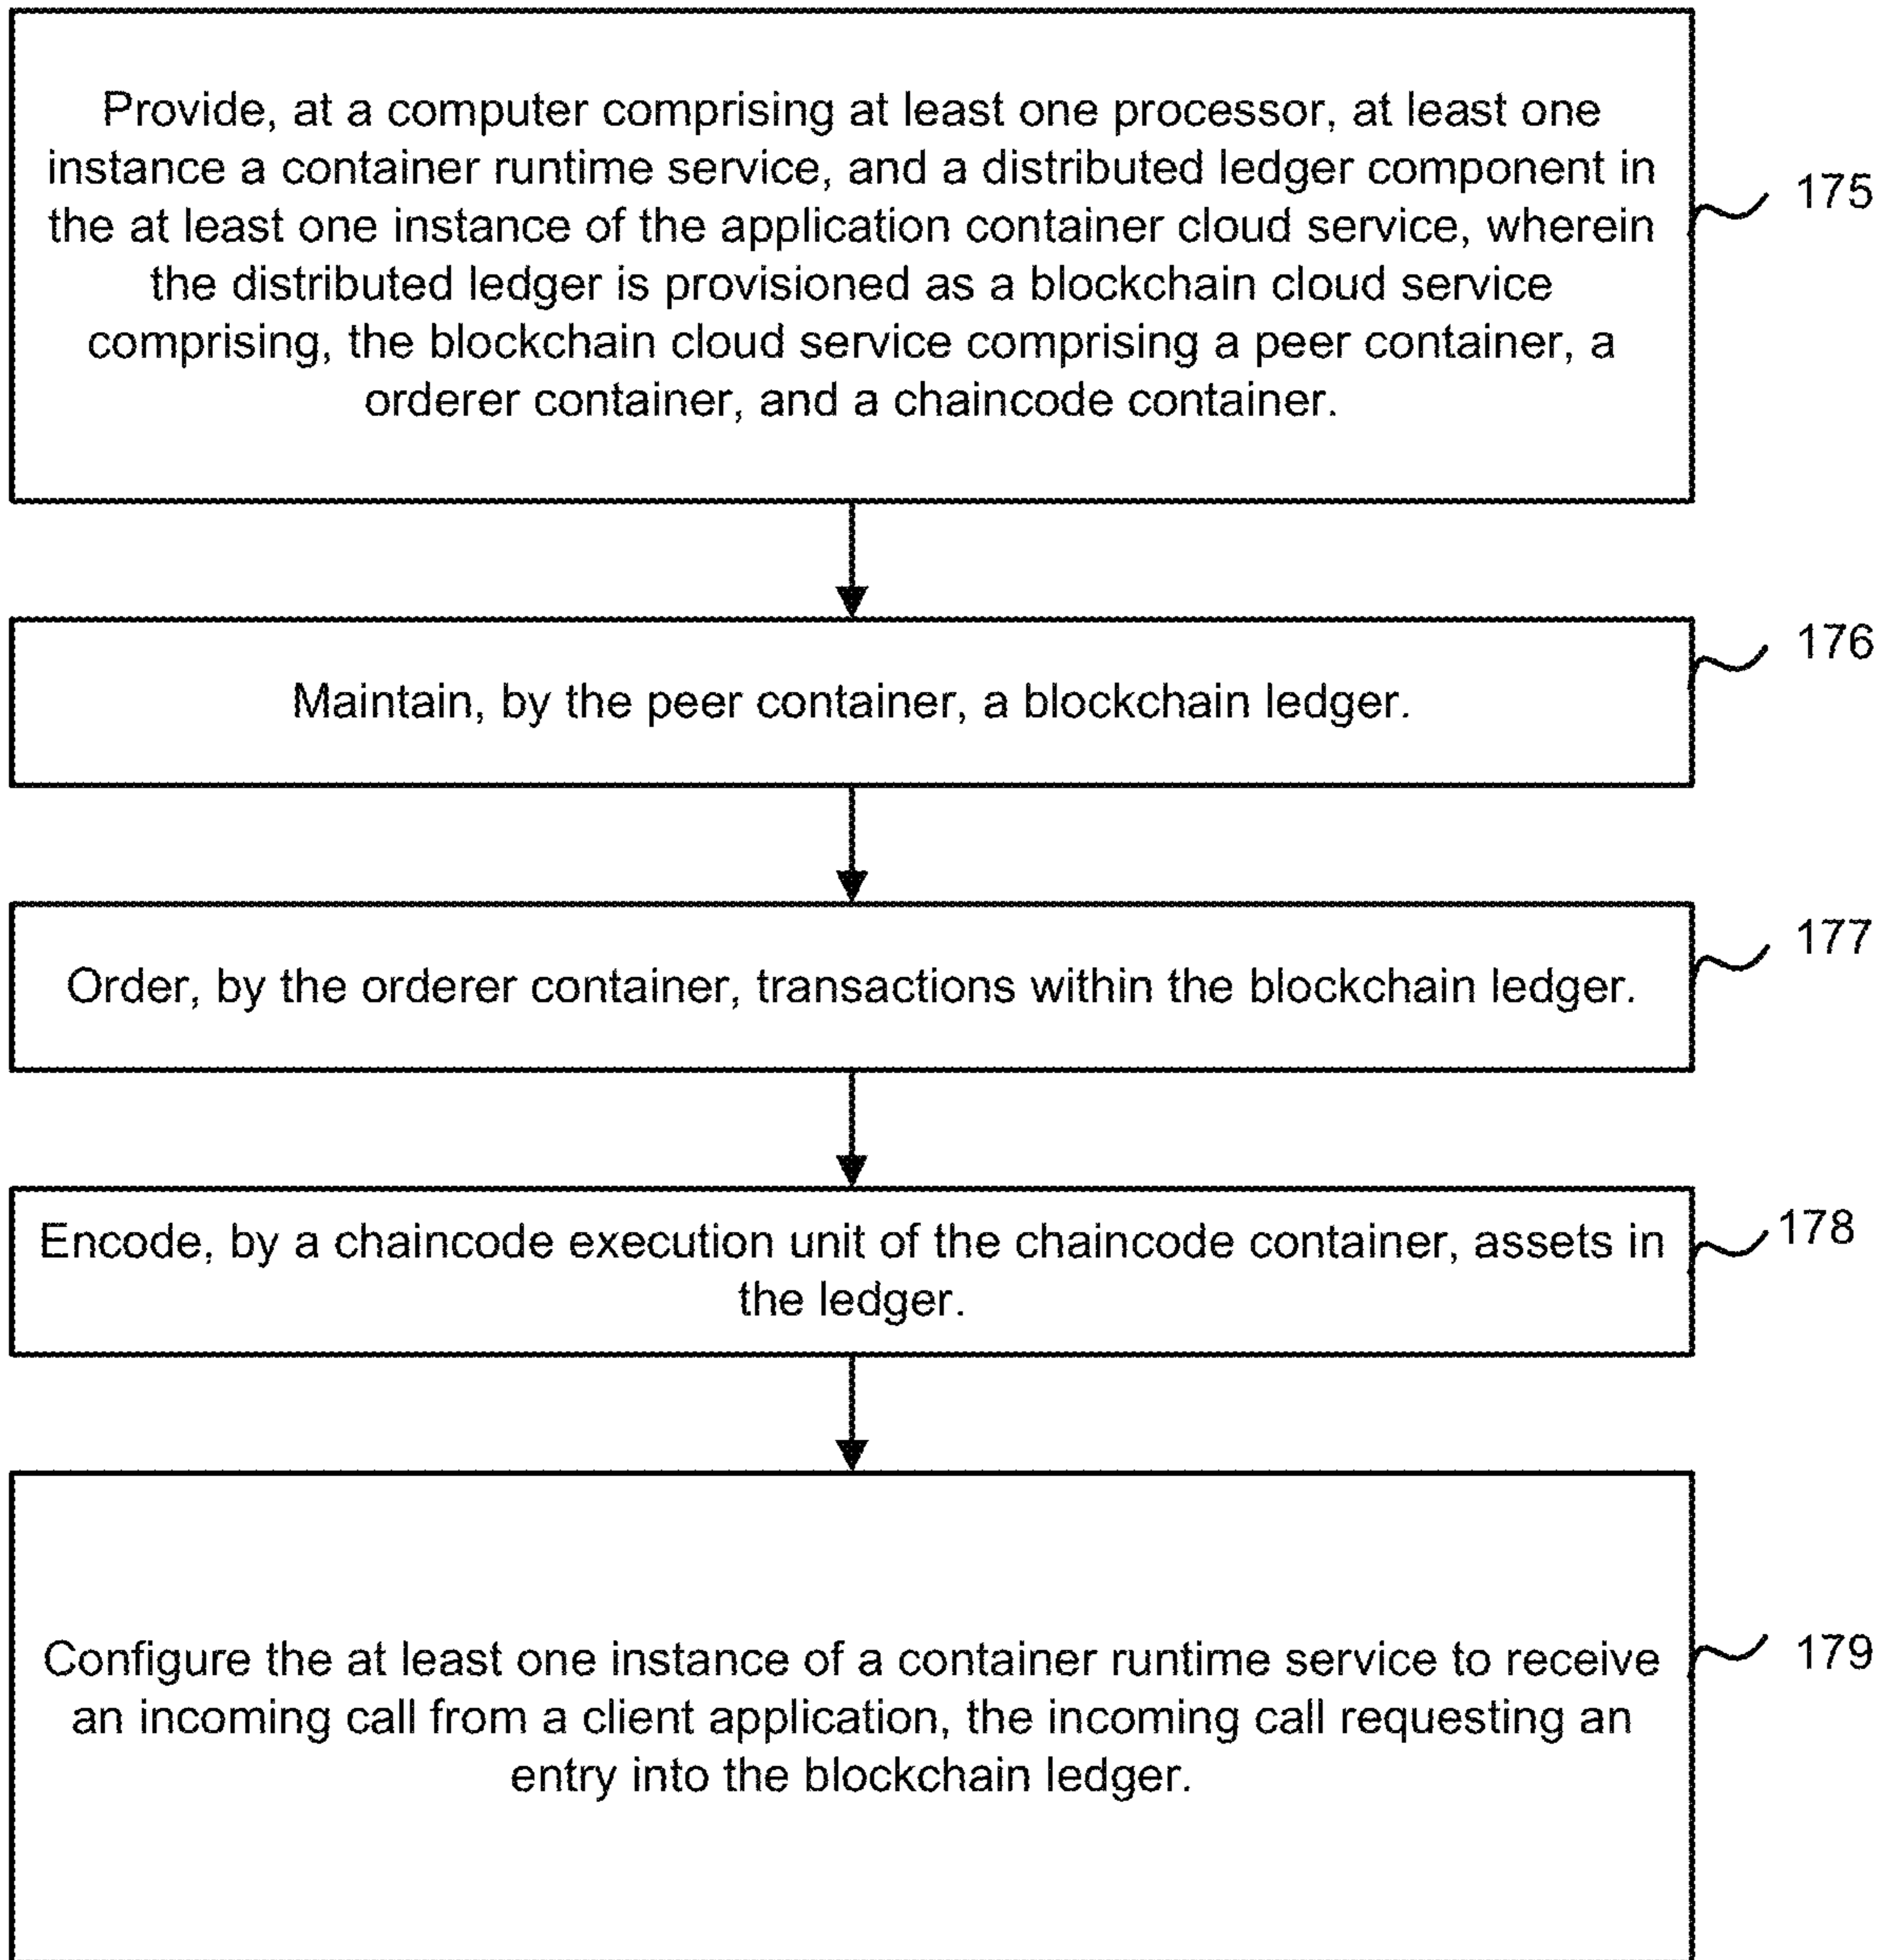 Provide, at a computer comprising at least one processor, at least one
instance a container runtime service, and a distributed ledger component in
the at least one instance of the application container cloud service, wherein
the distributed ledger is provisioned as a blockchain cloud service
comprising, the blockchain cloud service comprising a peer container, a
orderer container, and a chaincode container.
175
Maintain, by the peer container, a blockchain ledger.
176
Order, by the orderer container, transactions within the blockchain ledger.
177
Encode, by a chaincode execution unit of the chaincode container, assets in
the ledger.
178
Configure the at least one instance of a container runtime service to receive
an incoming call from a client application, the incoming call requesting an
entry into the blockchain ledger.
179